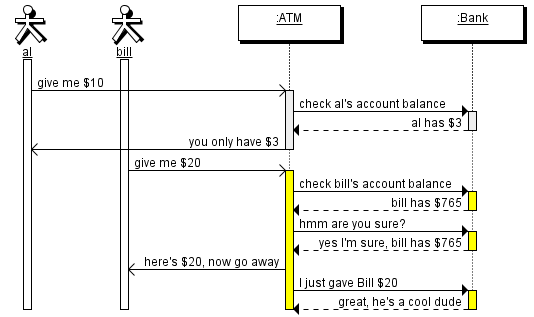 :ATM
:Bank
al
bill
give me $10
check al's account balance
al has $3
you only have $3
give me $20
check bill's account balance
bill has $765
hmm are you sure?
yes I'm sure, bill has $765
here's $20, now go away
I just gave Bill $20
great, he's a cool dude